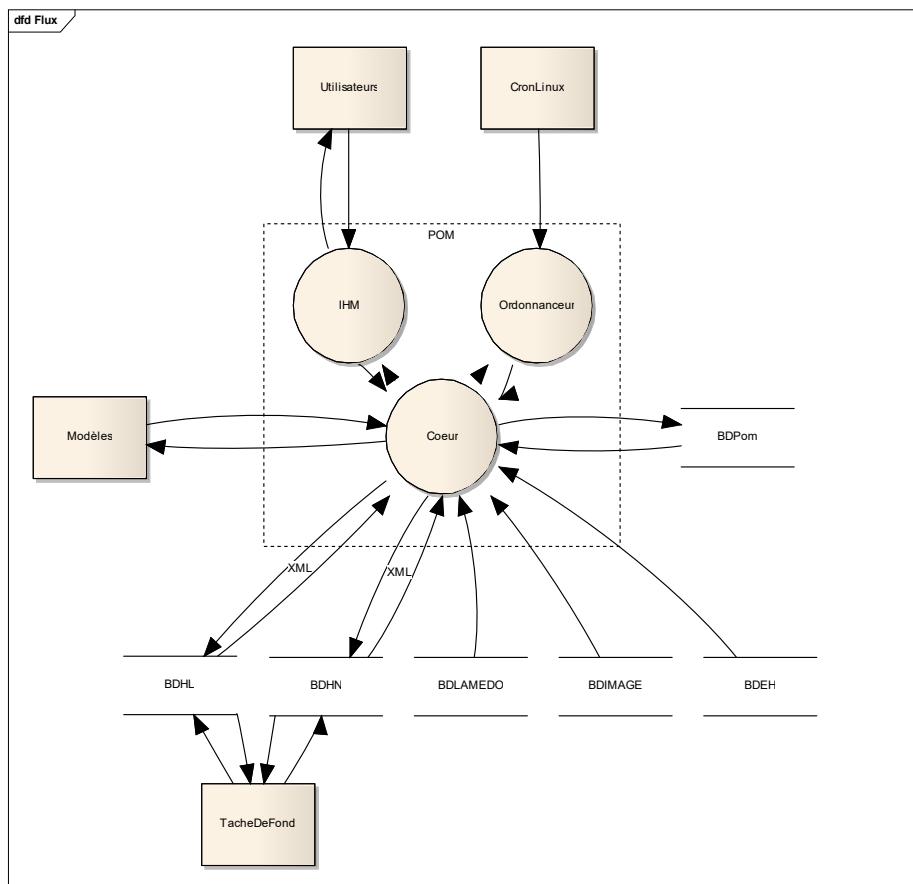 dfd Flux
Utilisateurs
CronLinux
POM
IHM
Ordonnanceur
Modèles
Coeur
BDPom
XML
XML
BDHL
BDHN
BDLAMEDO
BDIMAGE
BDEH
TacheDeFond